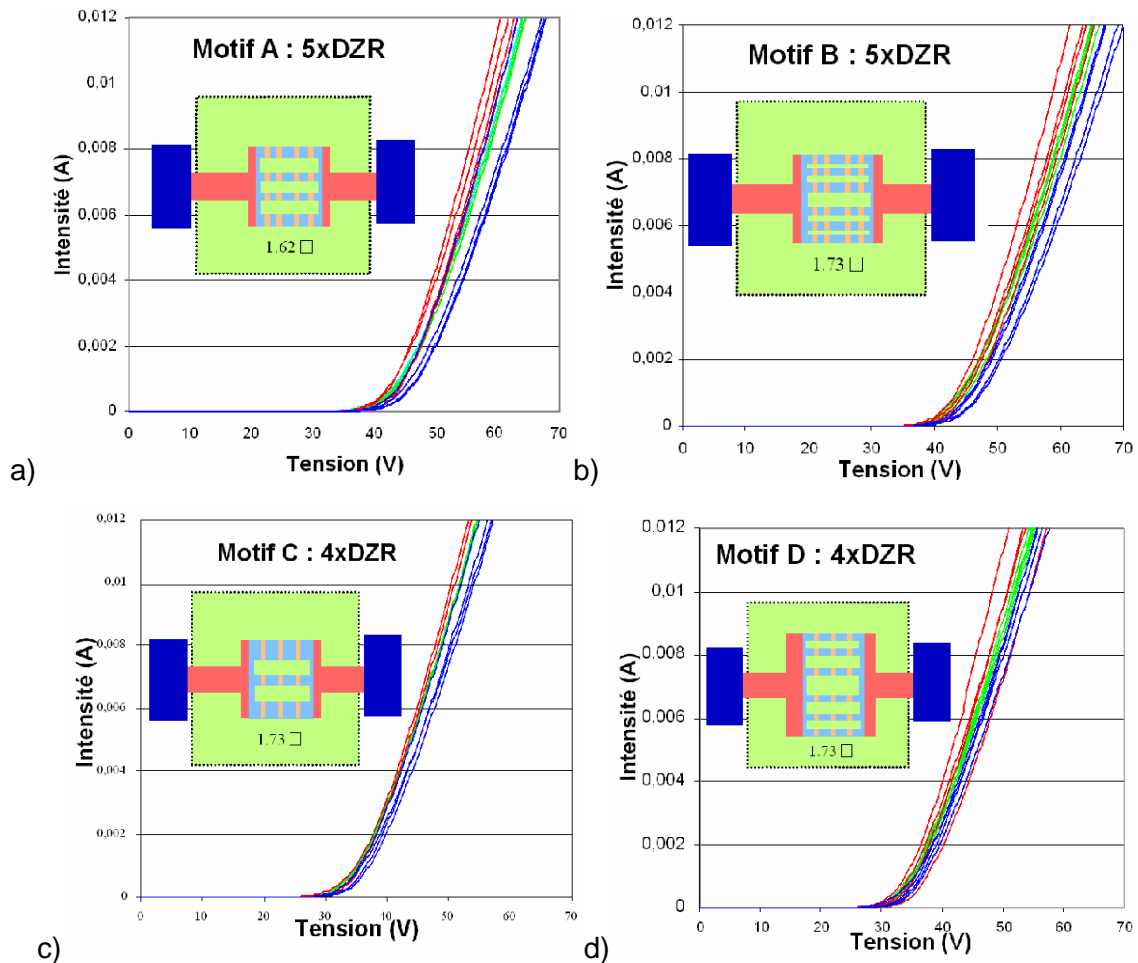 Motif A : 5xDZR
Intensité (A)
0,012
0,01
0,008
0,006
0,004
0,002
0
1.62 □
0 10 20 30 40 50 60 70
Tension (V)
a)
Motif B : 5xDZR
Intensité (A)
0,012
0,01
0,008
0,006
0,004
0,002
0
1.73 □
0 10 20 30 40 50 60 70
Tension (V)
b)
Motif C : 4xDZR
Intensité (A)
0,012
0,01
0,008
0,006
0,004
0,002
0
1.73 □
0 10 20 30 40 50 60 70
Tension (V)
c)
Motif D : 4xDZR
Intensité (A)
0,012
0,01
0,008
0,006
0,004
0,002
0
1.73 □
0 10 20 30 40 50 60 70
Tension (V)
d)